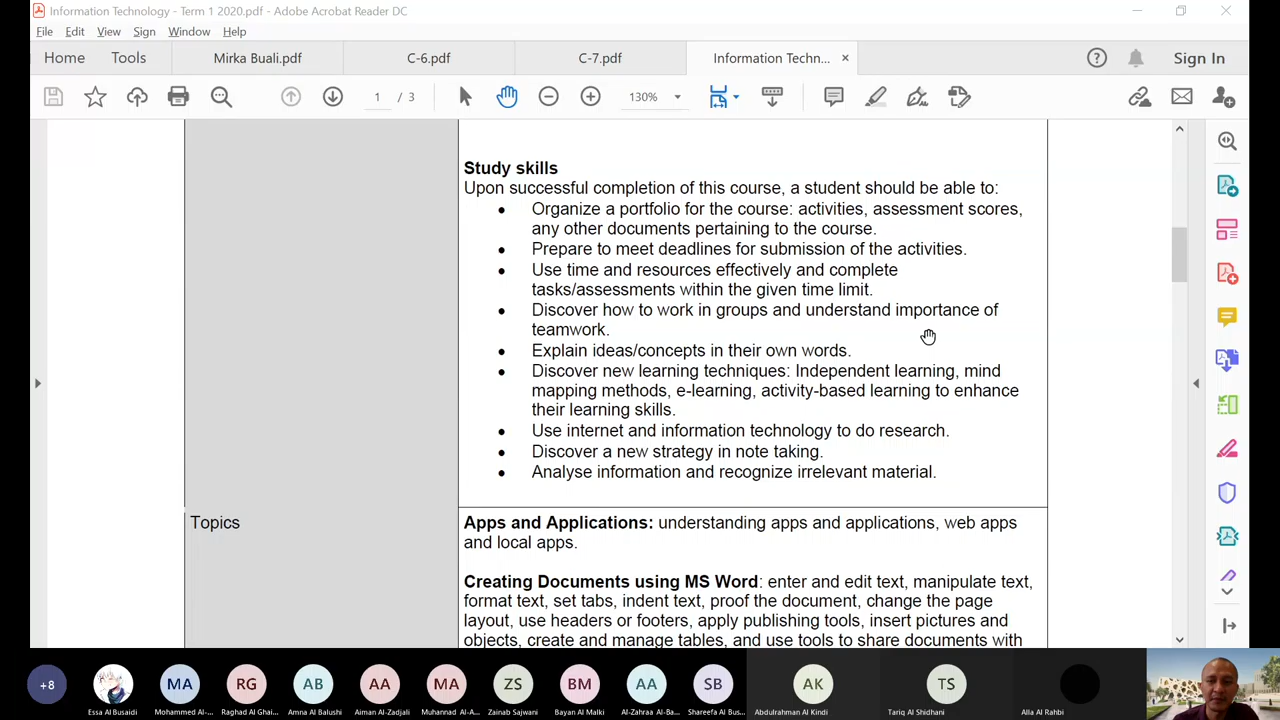 Information Technology - Term 1 2020.pdf - Adobe Acrobat Reader DC
File Edit View Sign Window Help
Home Tools Mirka Buali.pdf C-6.pdf C-7.pdf Information Techn... × Sign In
1 / 3 130%
Study skills
Upon successful completion of this course, a student should be able to:
• Organize a portfolio for the course: activities, assessment scores,
any other documents pertaining to the course.
• Prepare to meet deadlines for submission of the activities.
• Use time and resources effectively and complete
tasks/assessments within the given time limit.
• Discover how to work in groups and understand importance of
teamwork.
• Explain ideas/concepts in their own words.
• Discover new learning techniques: Independent learning, mind
mapping methods, e-learning, activity-based learning to enhance
their learning skills.
• Use internet and information technology to do research.
• Discover a new strategy in note taking.
• Analyse information and recognize irrelevant material.
Topics
Apps and Applications: understanding apps and applications, web apps
and local apps.
Creating Documents using MS Word: enter and edit text, manipulate text,
format text, set tabs, indent text, proof the document, change the page
layout, use headers or footers, apply publishing tools, insert pictures and
objects, create and manage tables, and use tools to share documents with
+8 MA RG AB AA MA ZS BM AA SB AK TS
Essa Al Busaidi Mohammed Al-... Raghad Al Ghai... Amna Al Balushi Aiman Al-Zadjali Muhannad Al-A... Zainab Sajwani Bayan Al Malki Al-Zahraa Al-Ba... Shareefa Al Bus... Abdulrahman Al Kindi Tariq Al Shidhani Alla Al Rahbi